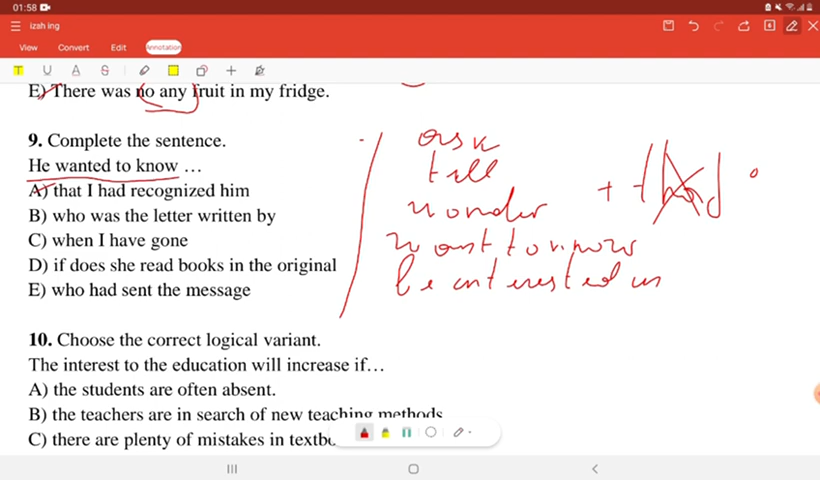 01:58
izah ing
View Convert Edit Annotation
E) There was no any fruit in my fridge.
9. Complete the sentence.
He wanted to know …
A) that I had recognized him
B) who was the letter written by
C) when I have gone
D) if does she read books in the original
E) who had sent the message
ask
tell
wonder
want to know
be interested in
+ that
10. Choose the correct logical variant.
The interest to the education will increase if…
A) the students are often absent.
B) the teachers are in search of new teaching methods
C) there are plenty of mistakes in textbo